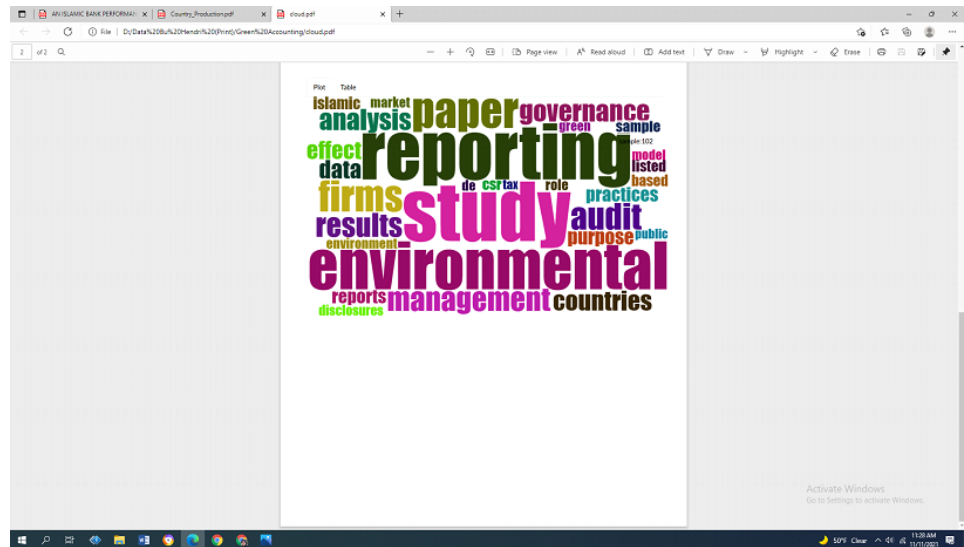 AN ISLAMIC BANK PERFORMAN
Country_Production.pdf
cloud.pdf
File D:/Data%20Bu%20Hendri%20(Print)/Green%20Accounting/cloud.pdf
2 of 2 Page view Read aloud Add text Draw Highlight Erase
Plot Table
islamic market paper governance
analysis green sample
sample:102
effect reporting model
data listed
firms de csr tax role based
practices
results study audit
purpose public
environment
environmental
reports management countries
disclosures
Activate Windows
Go to Settings to activate Windows.
50°F Clear 11:28 AM
11/11/2021